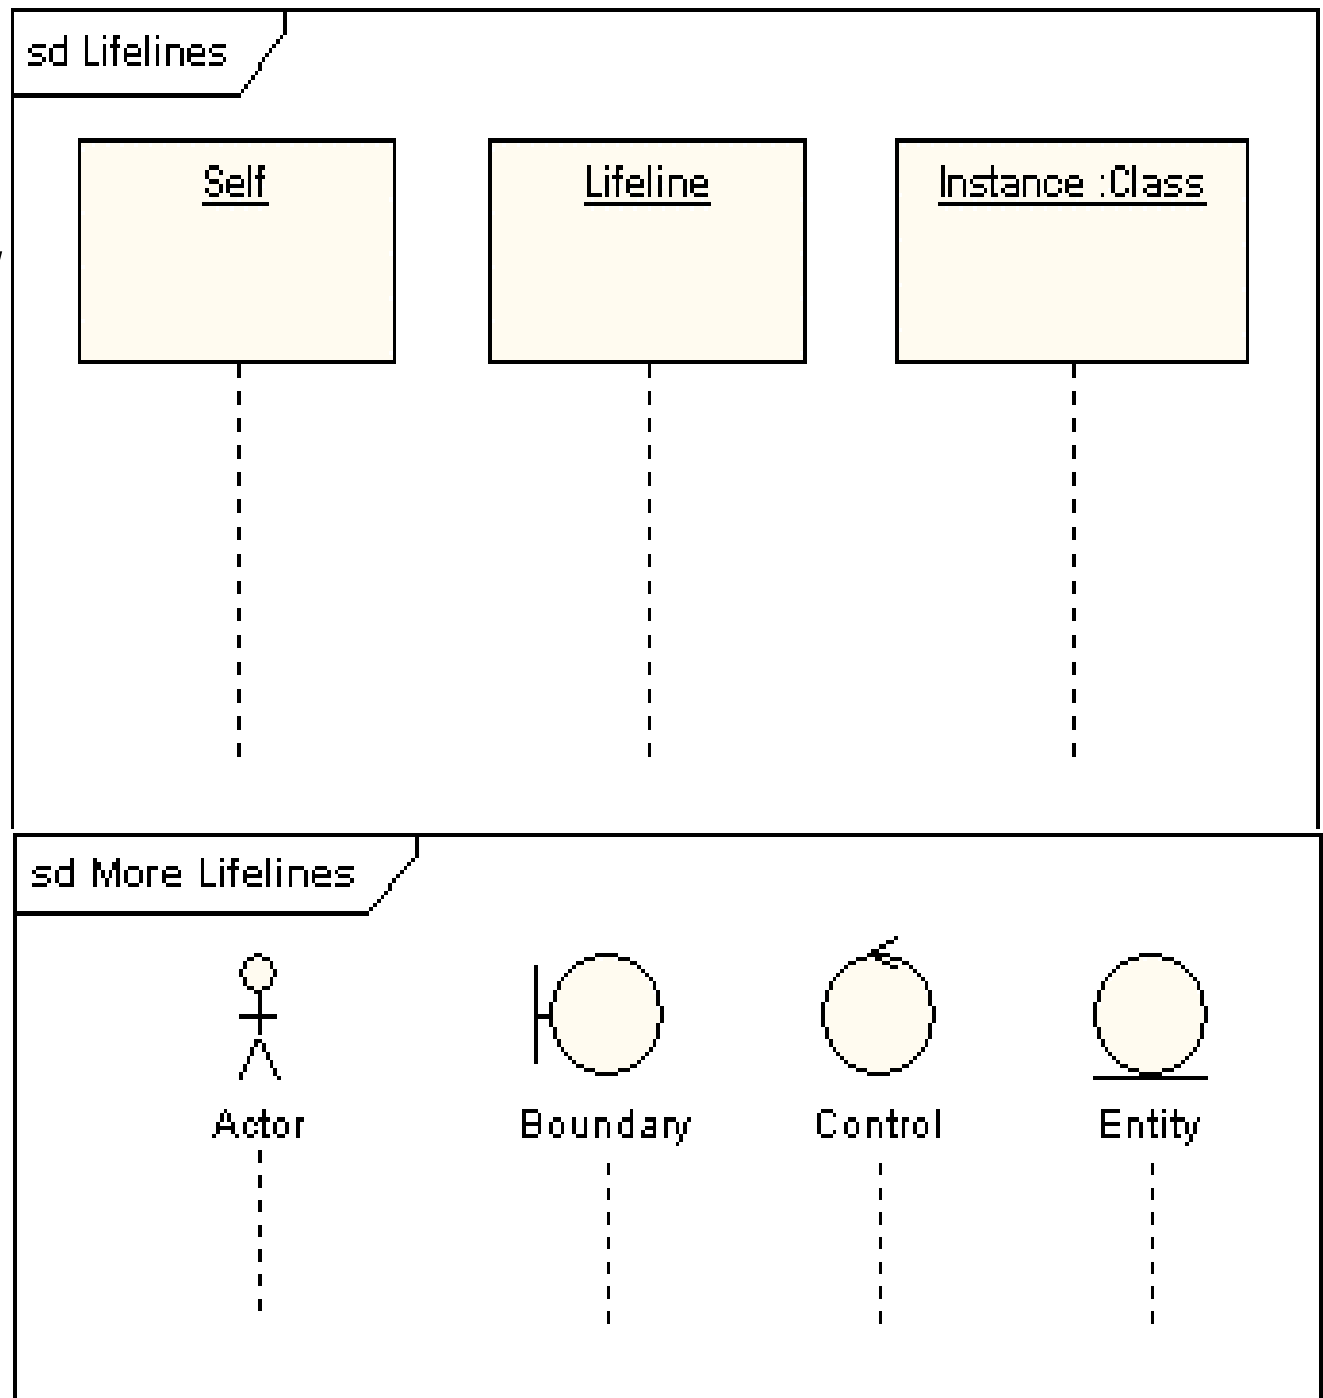 sd Lifelines
Self
Lifeline
Instance :Class
sd More Lifelines
Actor
Boundary
Control
Entity